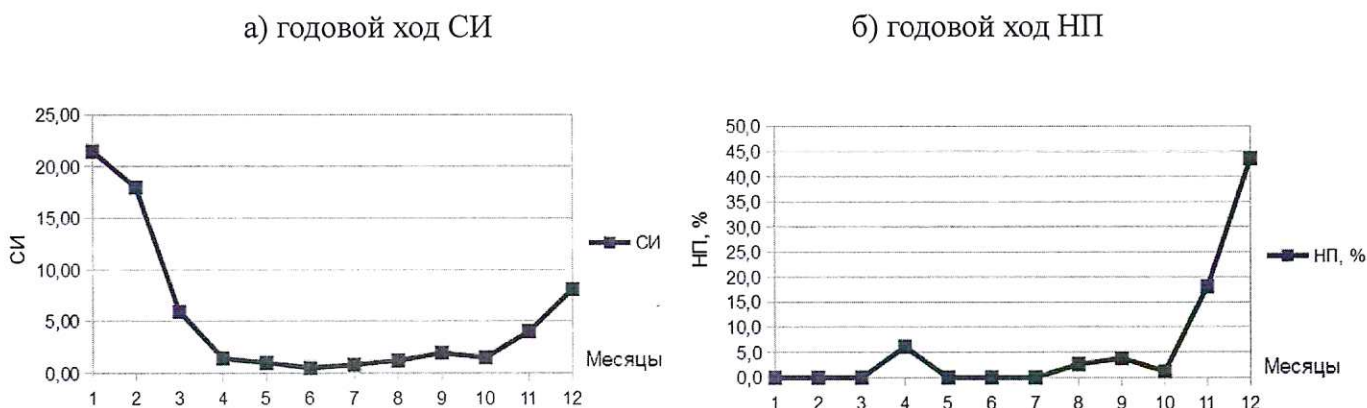 а) годовой ход СИ
25,00
20,00
15,00
10,00
5,00
0,00
СИ
1 2 3 4 5 6 7 8 9 10 11 12
Месяцы
СИ
б) годовой ход НП
50,0
45,0
40,0
35,0
30,0
25,0
20,0
15,0
10,0
5,0
0,0
НП, %
1 2 3 4 5 6 7 8 9 10 11 12
Месяцы
НП, %